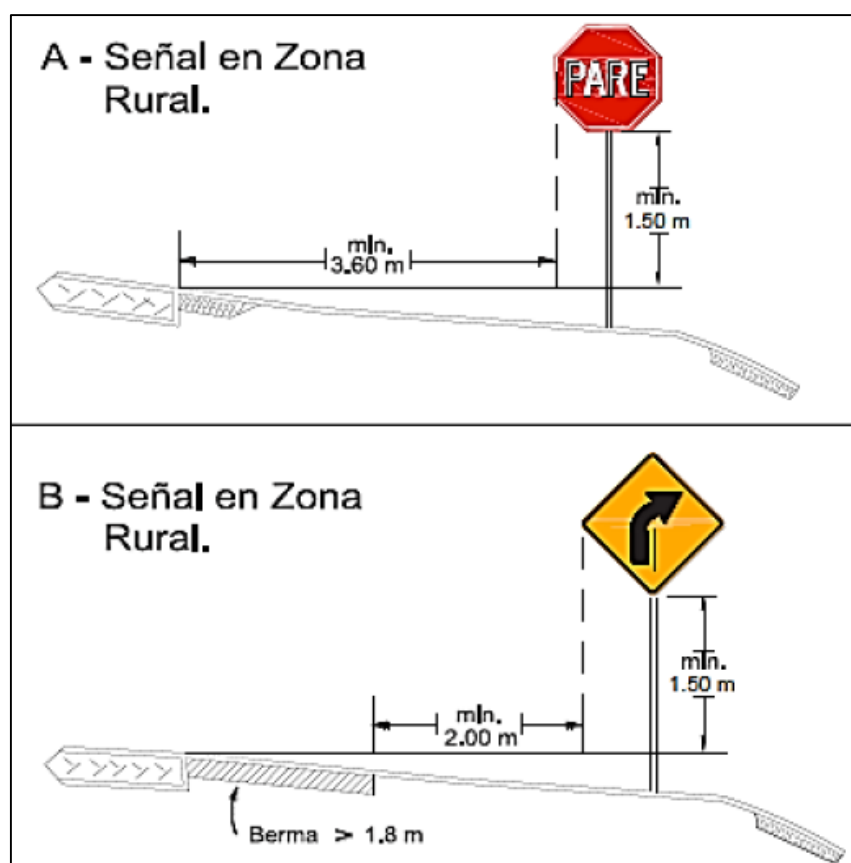 A - Señal en Zona
Rural.
PARE
mín.
1.50 m
mín.
3.60 m
B - Señal en Zona
Rural.
mín.
1.50 m
mín.
2.00 m
Berma > 1.8 m